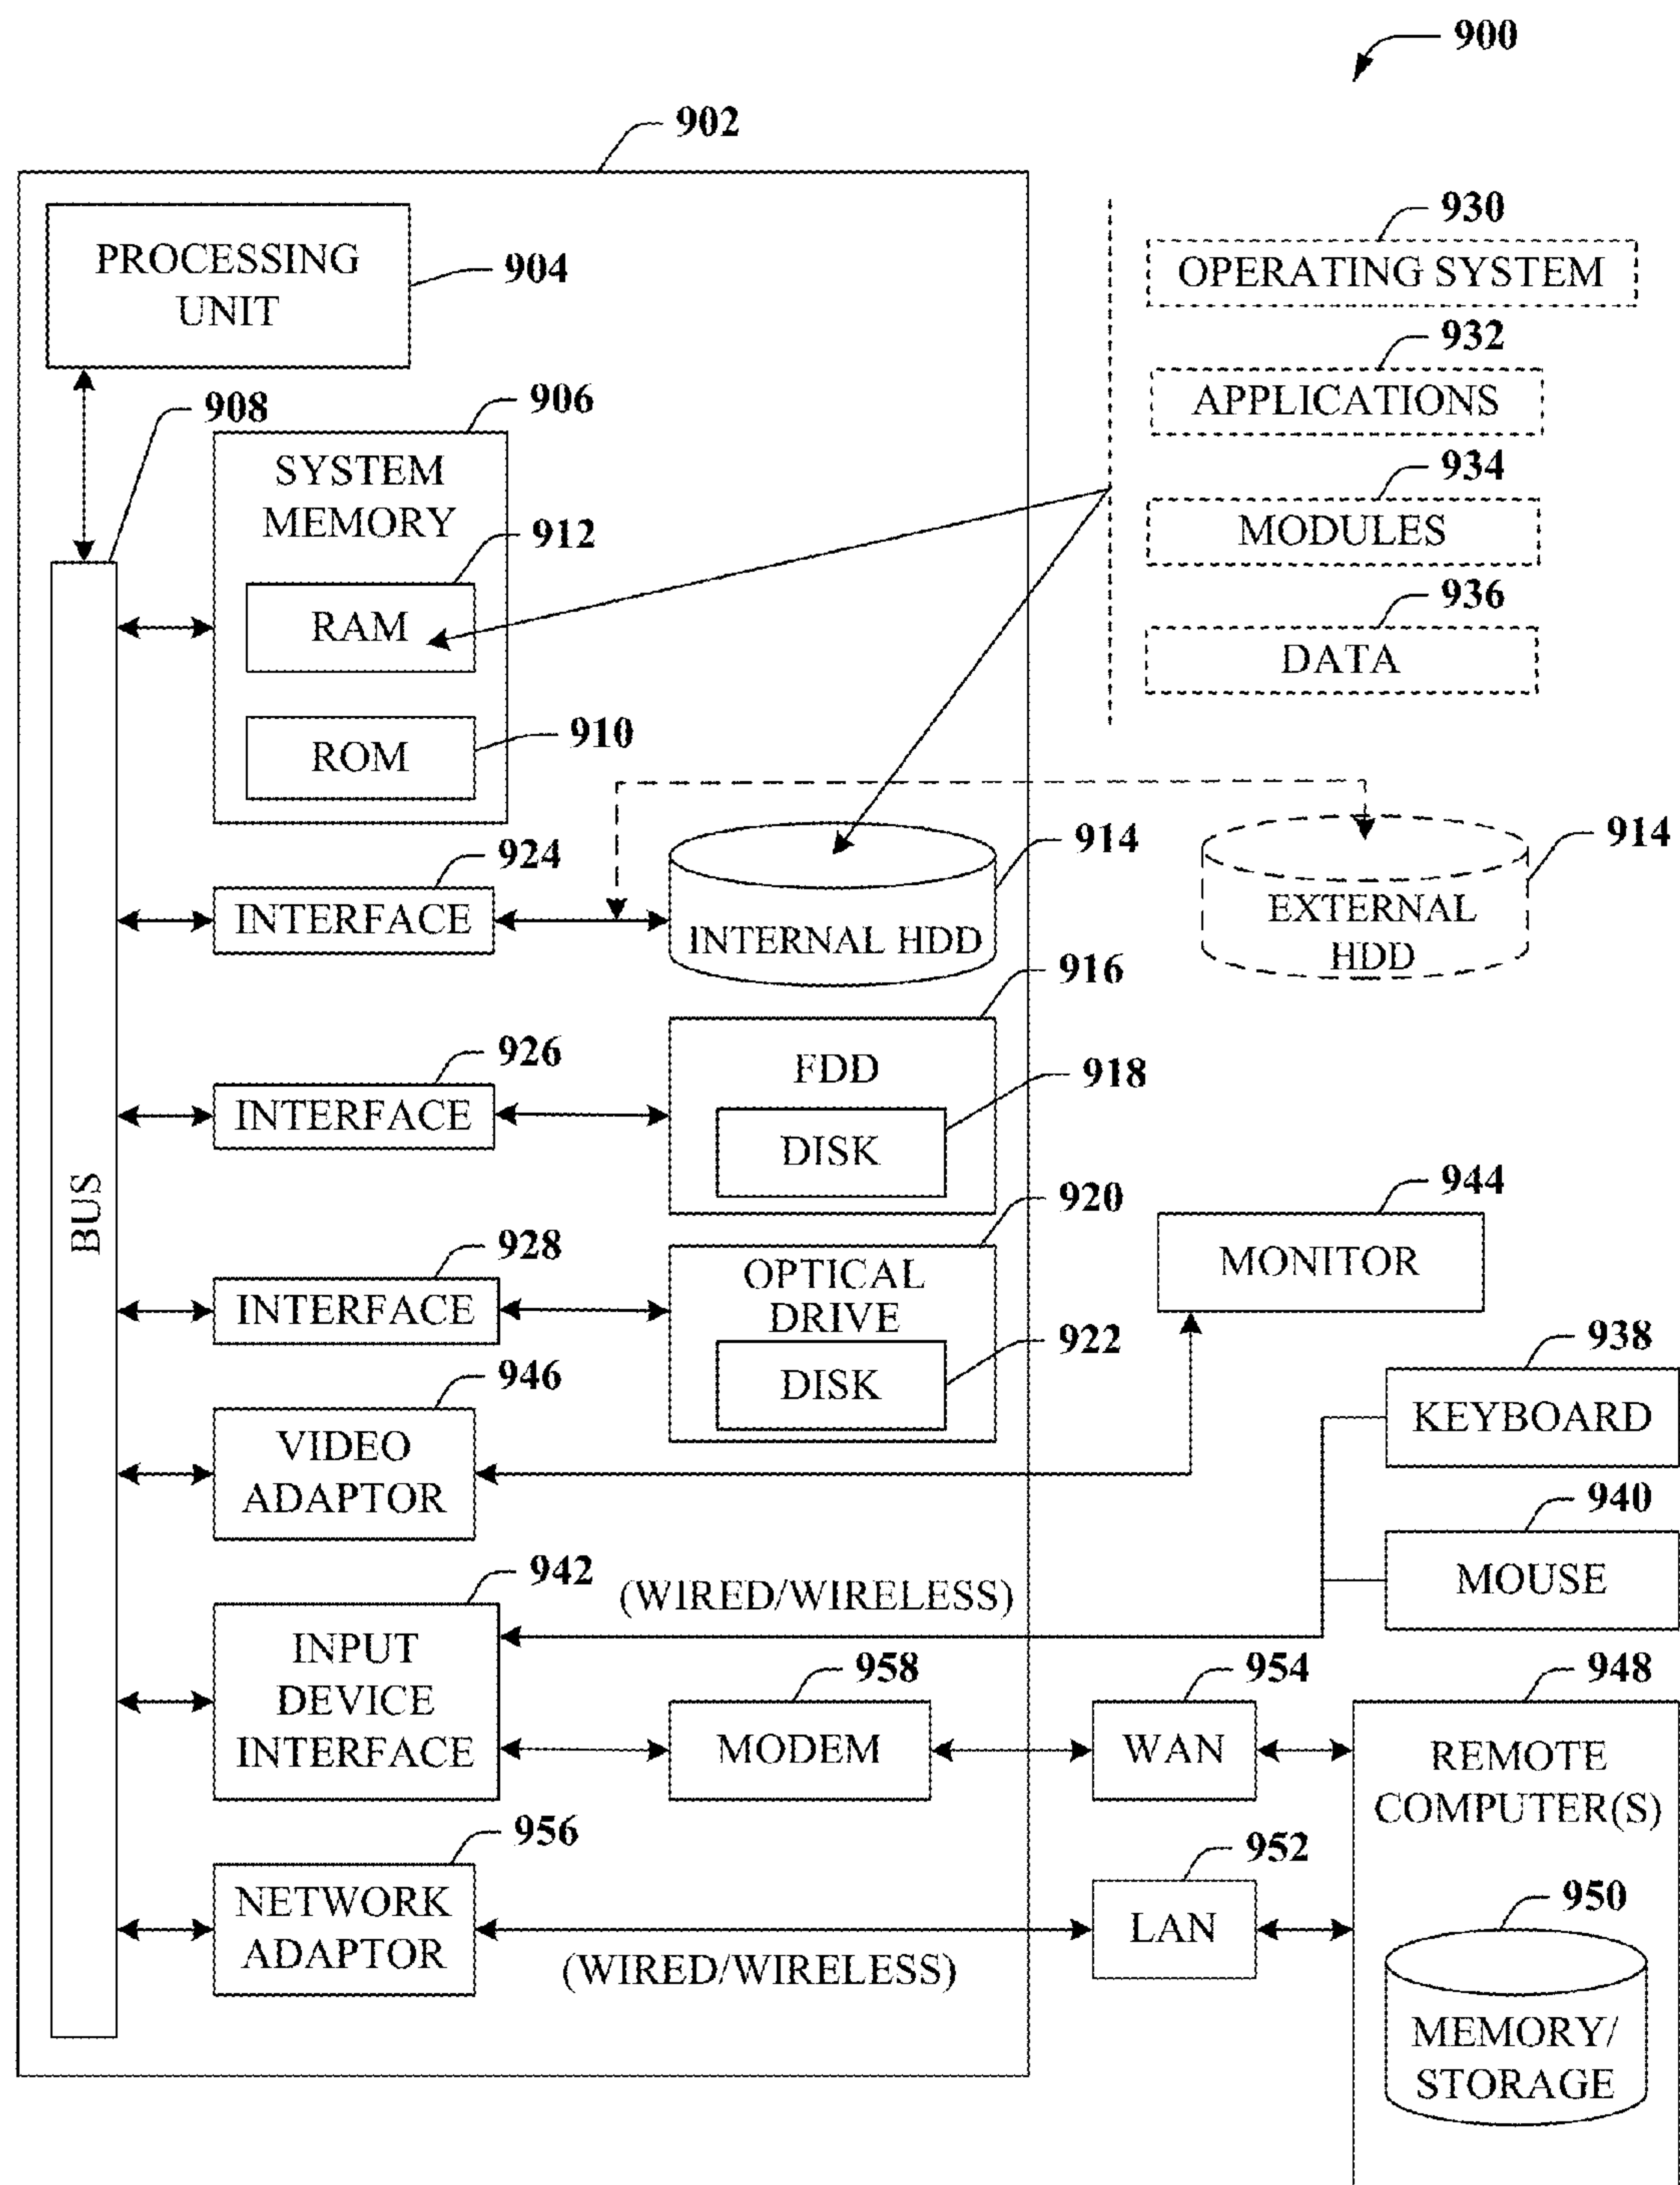 900
902
PROCESSING
UNIT
904
908
906
SYSTEM
MEMORY
912
RAM
910
ROM
930
OPERATING SYSTEM
932
APPLICATIONS
934
MODULES
936
DATA
BUS
924
INTERFACE
914
INTERNAL HDD
914
EXTERNAL
HDD
926
INTERFACE
916
FDD
918
DISK
928
INTERFACE
920
OPTICAL
DRIVE
922
DISK
944
MONITOR
946
VIDEO
ADAPTOR
938
KEYBOARD
940
MOUSE
942
INPUT
DEVICE
INTERFACE
(WIRED/WIRELESS)
958
MODEM
954
WAN
948
REMOTE
COMPUTER(S)
956
NETWORK
ADAPTOR
(WIRED/WIRELESS)
952
LAN
950
MEMORY/
STORAGE